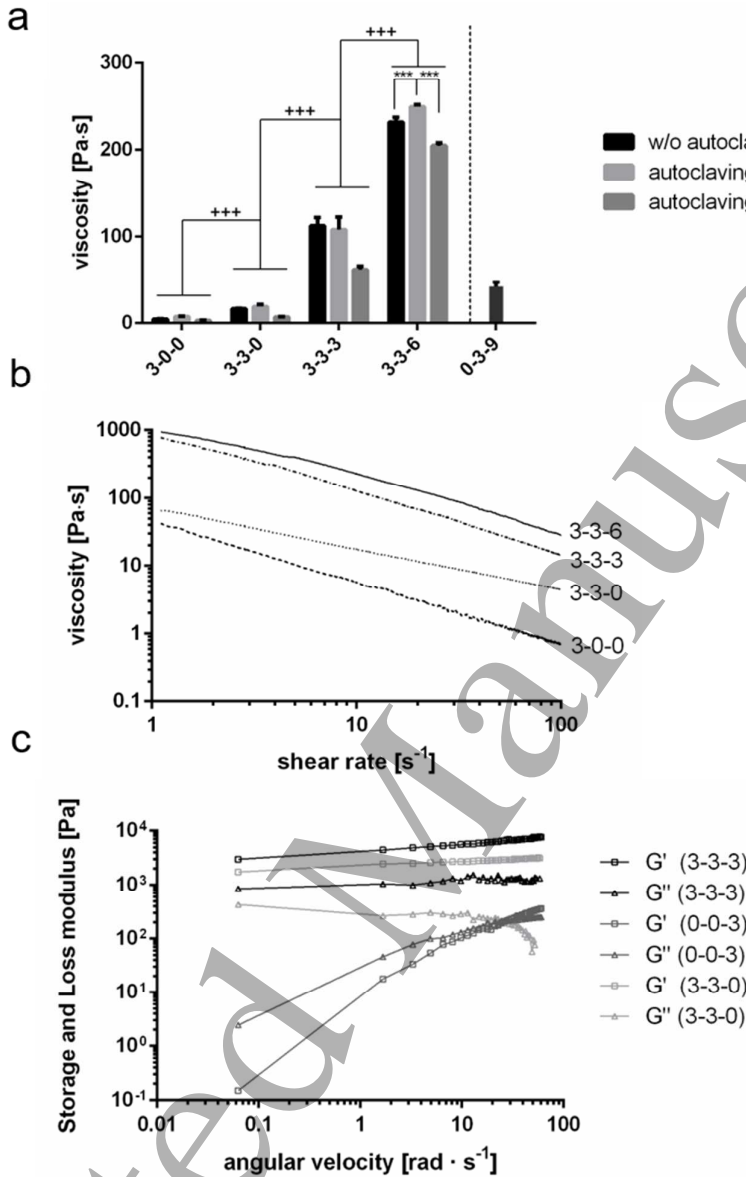 a
+++
+++
+++
*** ***
300
200
100
0
viscosity [Pa·s]
3-0-0
3-3-0
3-3-3
3-3-6
0-3-9
w/o
autoclaving
autoclaving
b
1000
100
10
1
0.1
viscosity [Pa·s]
3-3-6
3-3-3
3-3-0
3-0-0
1 10 100
shear rate [s⁻¹]
c
10⁴
10³
10²
10¹
10⁰
10⁻¹
Storage and Loss modulus [Pa]
0.01 0.1 1 10 100
angular velocity [rad · s⁻¹]
G' (3-3-3)
G" (3-3-3)
G' (0-0-3)
G" (0-0-3)
G' (3-3-0)
G" (3-3-0)